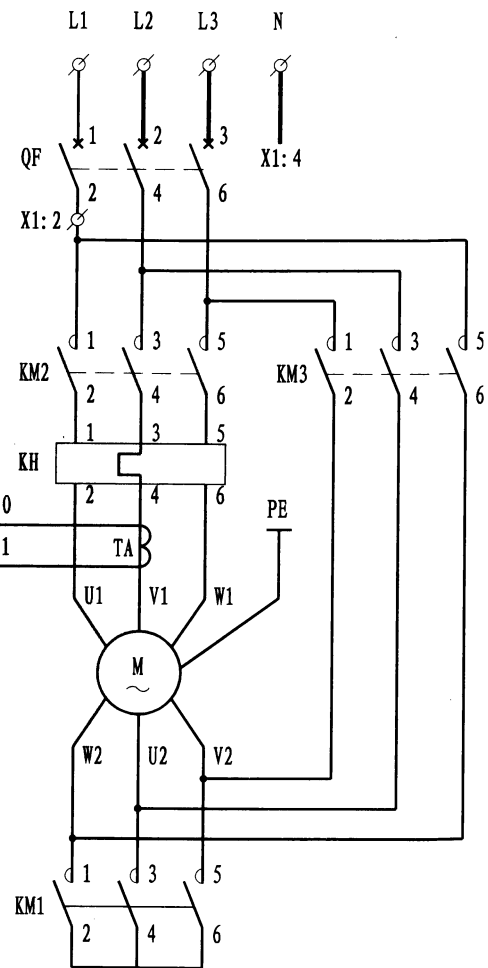 L1 L2 L3 N
1 2 3
QF
X1: 4
2 4 6
X1: 2
1 3 5 1 3 5
KM2 KM3
2 4 6 2 4 6
1 3 5
KH
2 4 6
0 PE
1 TA
U1 V1 W1
M
~
W2 U2 V2
1 3 5
KM1
2 4 6